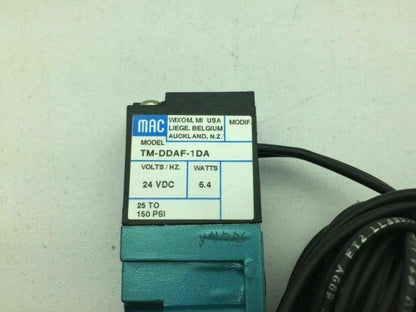 MAC
WIXOM, MI USA
LIEGE, BELGIUM
AUCKLAND, N.Z.
MODIF.
MODEL
TM-DDAF-1DA
VOLTS/HZ. WATTS
24 VDC 5.4
25 TO
150 PSI